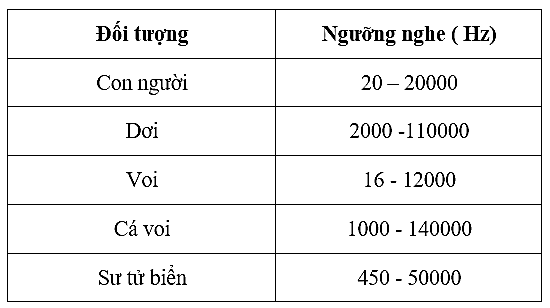 Đối tượng Ngưỡng nghe ( Hz)
Con người 20 – 20000
Dơi 2000 -110000
Voi 16 - 12000
Cá voi 1000 - 140000
Sư tử biển 450 - 50000